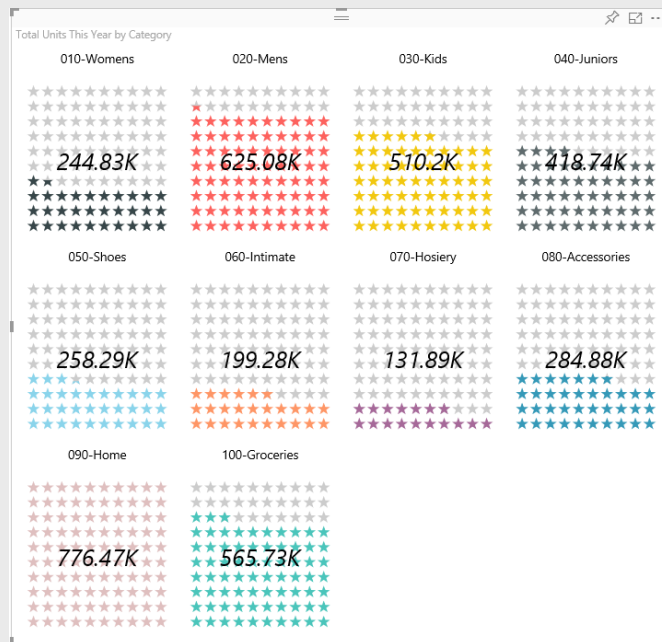 Total Units This Year by Category
010-Womens 020-Mens 030-Kids 040-Juniors
244.83K 625.08K 510.2K 418.74K
050-Shoes 060-Intimate 070-Hosiery 080-Accessories
258.29K 199.28K 131.89K 284.88K
090-Home 100-Groceries
776.47K 565.73K